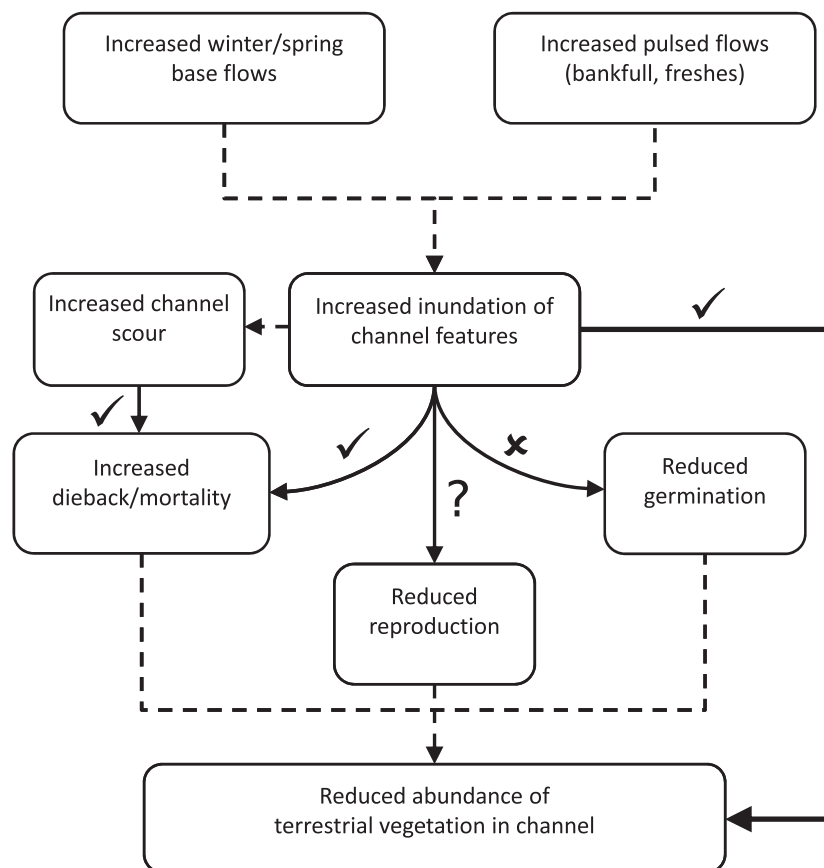 Increased winter/spring
base flows
Increased pulsed flows
(bankfull, freshes)
Increased channel
scour
Increased inundation of
channel features
Increased
dieback/mortality
?
Reduced
germination
Reduced
reproduction
Reduced abundance of
terrestrial vegetation in channel